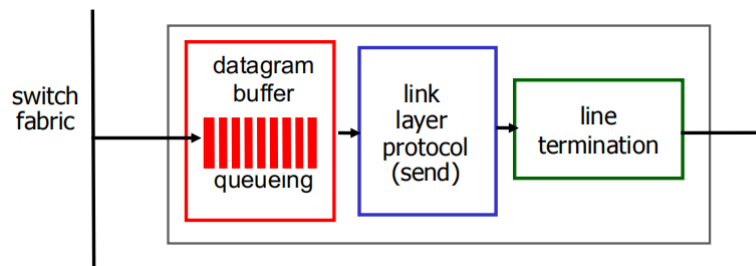 switch
fabric
datagram
buffer
queueing
link
layer
protocol
(send)
line
termination